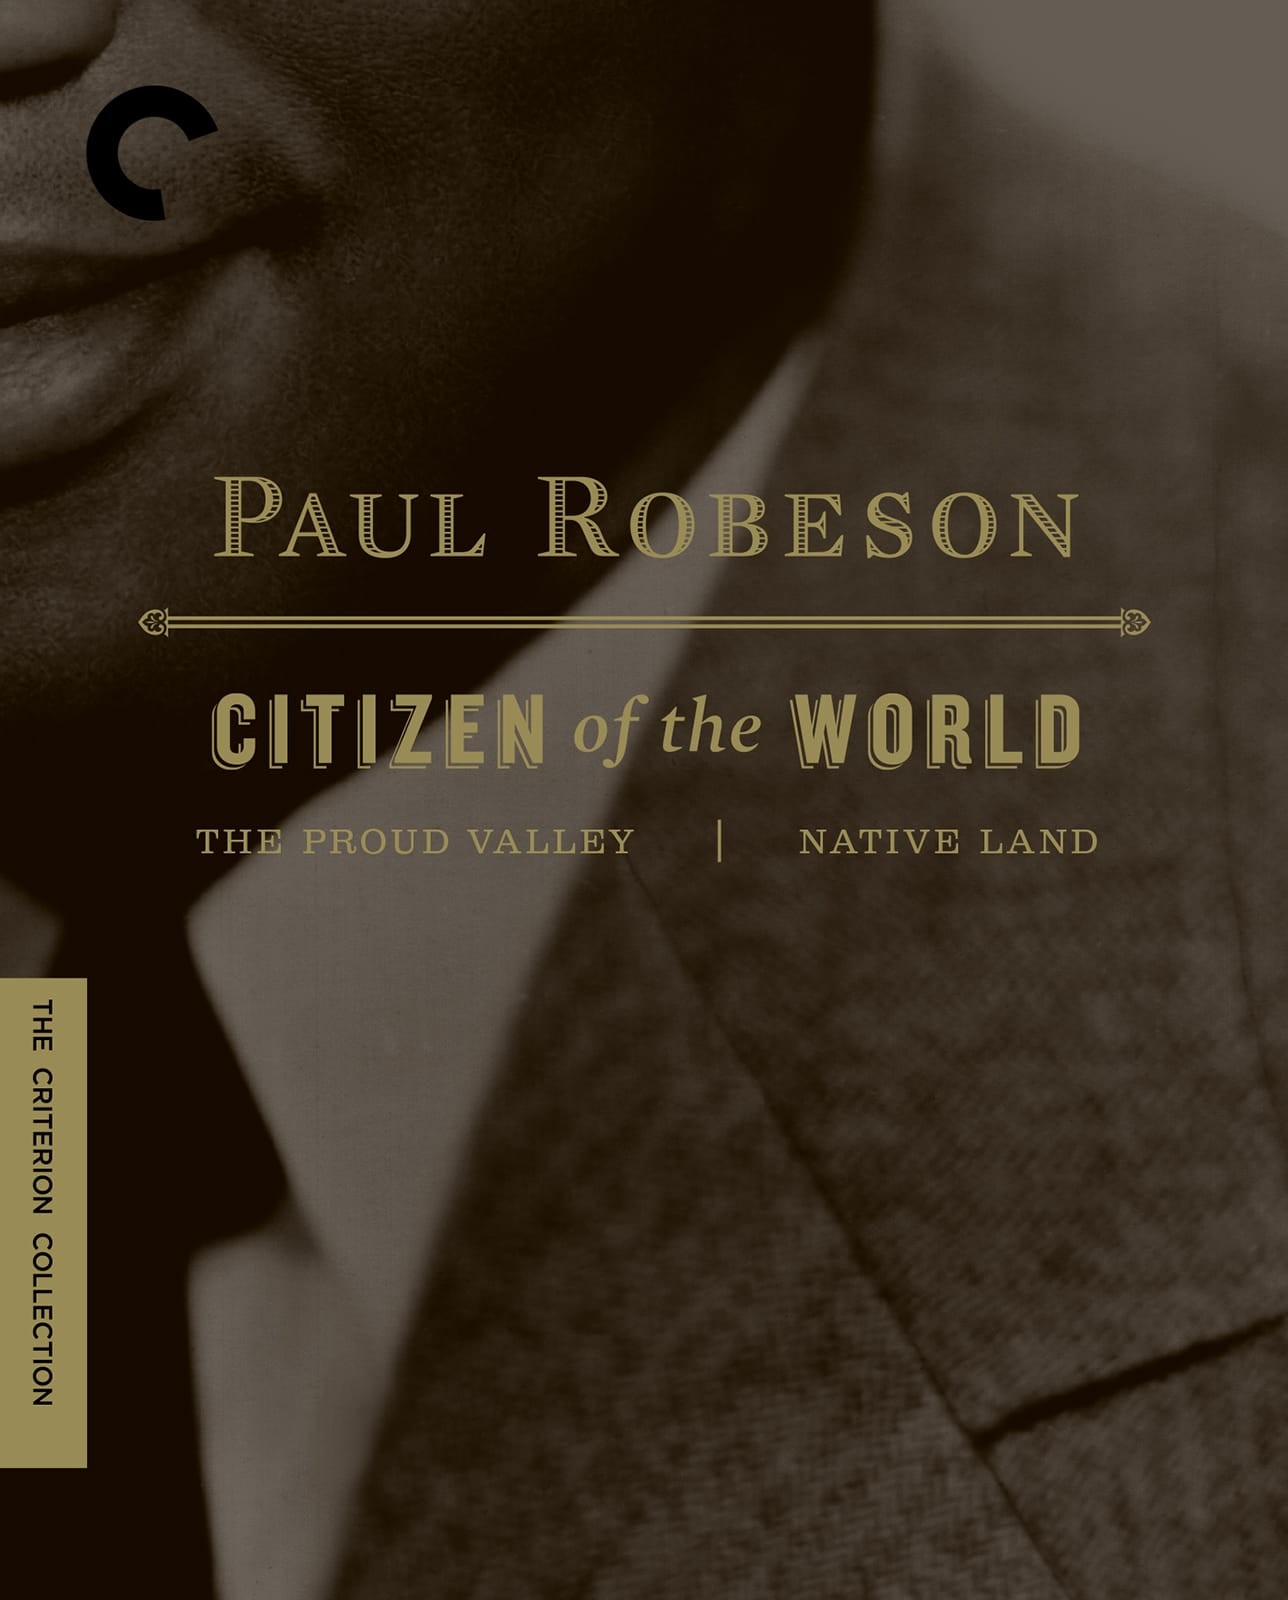 PAUL ROBESON
CITIZEN of the WORLD
THE PROUD VALLEY | NATIVE LAND
THE CRITERION COLLECTION